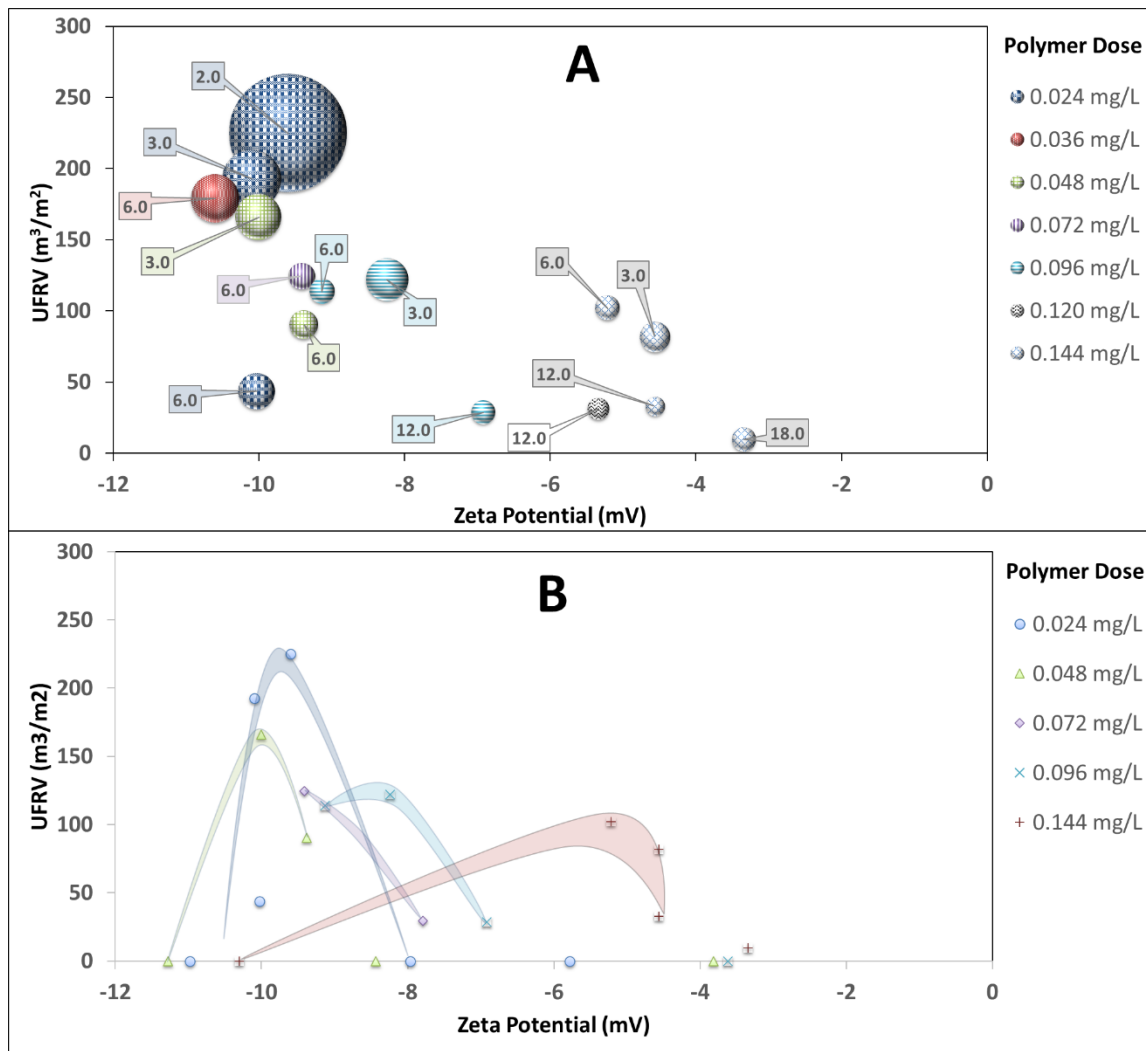 A
300
250
200
150
100
50
0
UFRV (m³/m²)
2.0
3.0
6.0
3.0
6.0
6.0
6.0
3.0
6.0
6.0
3.0
12.0
12.0
12.0
18.0
6.0
-12
-10
-8
-6
-4
-2
0
Zeta Potential (mV)
Polymer Dose
0.024 mg/L
0.036 mg/L
0.048 mg/L
0.072 mg/L
0.096 mg/L
0.120 mg/L
0.144 mg/L
B
300
250
200
150
100
50
0
UFRV (m3/m2)
-12
-10
-8
-6
-4
-2
0
Zeta Potential (mV)
Polymer Dose
0.024 mg/L
0.048 mg/L
0.072 mg/L
0.096 mg/L
0.144 mg/L